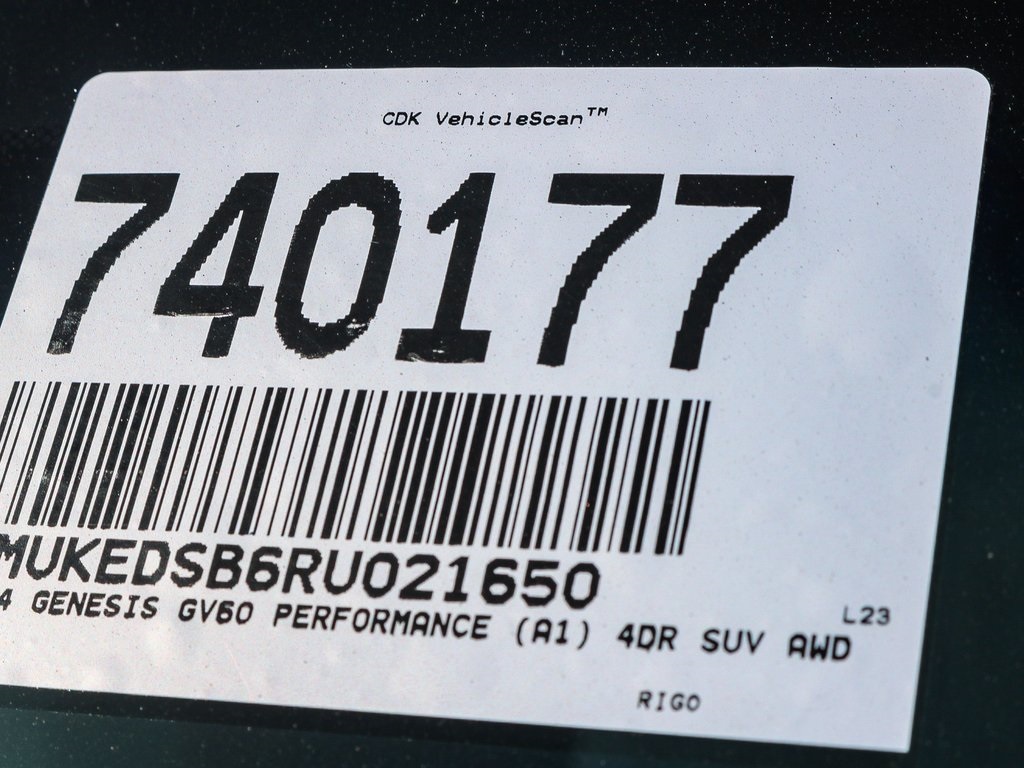 CDK VehicleScan™
740177
MUKEDSB6RU021650
4 GENESIS GV60 PERFORMANCE (A1) 4DR SUV AWD
L23
RIGO